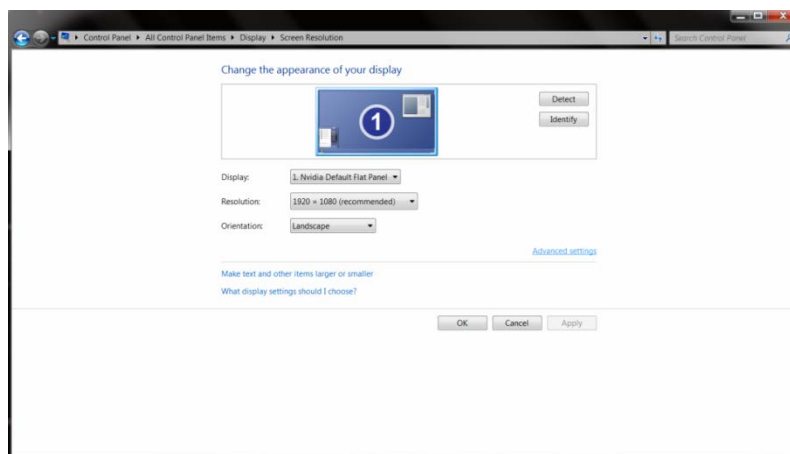 Control Panel ▸ All Control Panel Items ▸ Display ▸ Screen Resolution
Search Control Panel
Change the appearance of your display
1
Detect
Identify
Display: 1. Nvidia Default Flat Panel
Resolution: 1920 × 1080 (recommended)
Orientation: Landscape
Advanced settings
Make text and other items larger or smaller
What display settings should I choose?
OK Cancel Apply